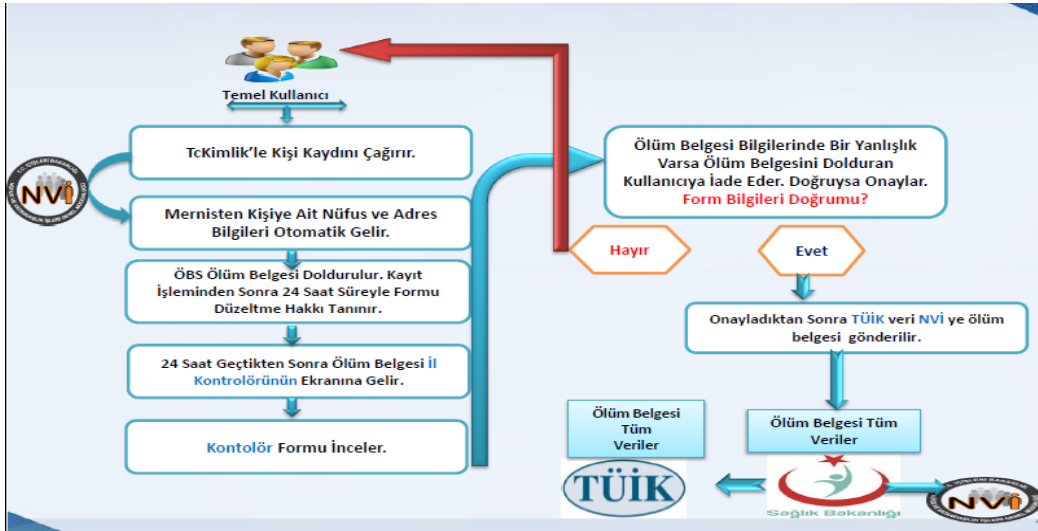 Temel Kullanıcı
TcKimlik'le Kişi Kaydını Çağırır.
NVİ
Mernisten Kişiye Ait Nüfus ve Adres
Bilgileri Otomatik Gelir.
ÖBS Ölüm Belgesi Doldurulur. Kayıt
İşleminden Sonra 24 Saat Süreyle Formu
Düzeltme Hakkı Tanınır.
24 Saat Geçtikten Sonra Ölüm Belgesi İl
Kontrolörünün Ekranına Gelir.
Kontolör Formu İnceler.
Ölüm Belgesi Bilgilerinde Bir Yanlışlık
Varsa Ölüm Belgesini Dolduran
Kullanıcıya İade Eder. Doğruysa Onaylar.
Form Bilgileri Doğrumu?
Hayır
Evet
Onayladıktan Sonra TÜİK veri NVİ ye ölüm
belgesi gönderilir.
Ölüm Belgesi
Tüm
Veriler
Ölüm Belgesi Tüm
Veriler
TÜİK
Sağlık Bakanlığı
NVİ